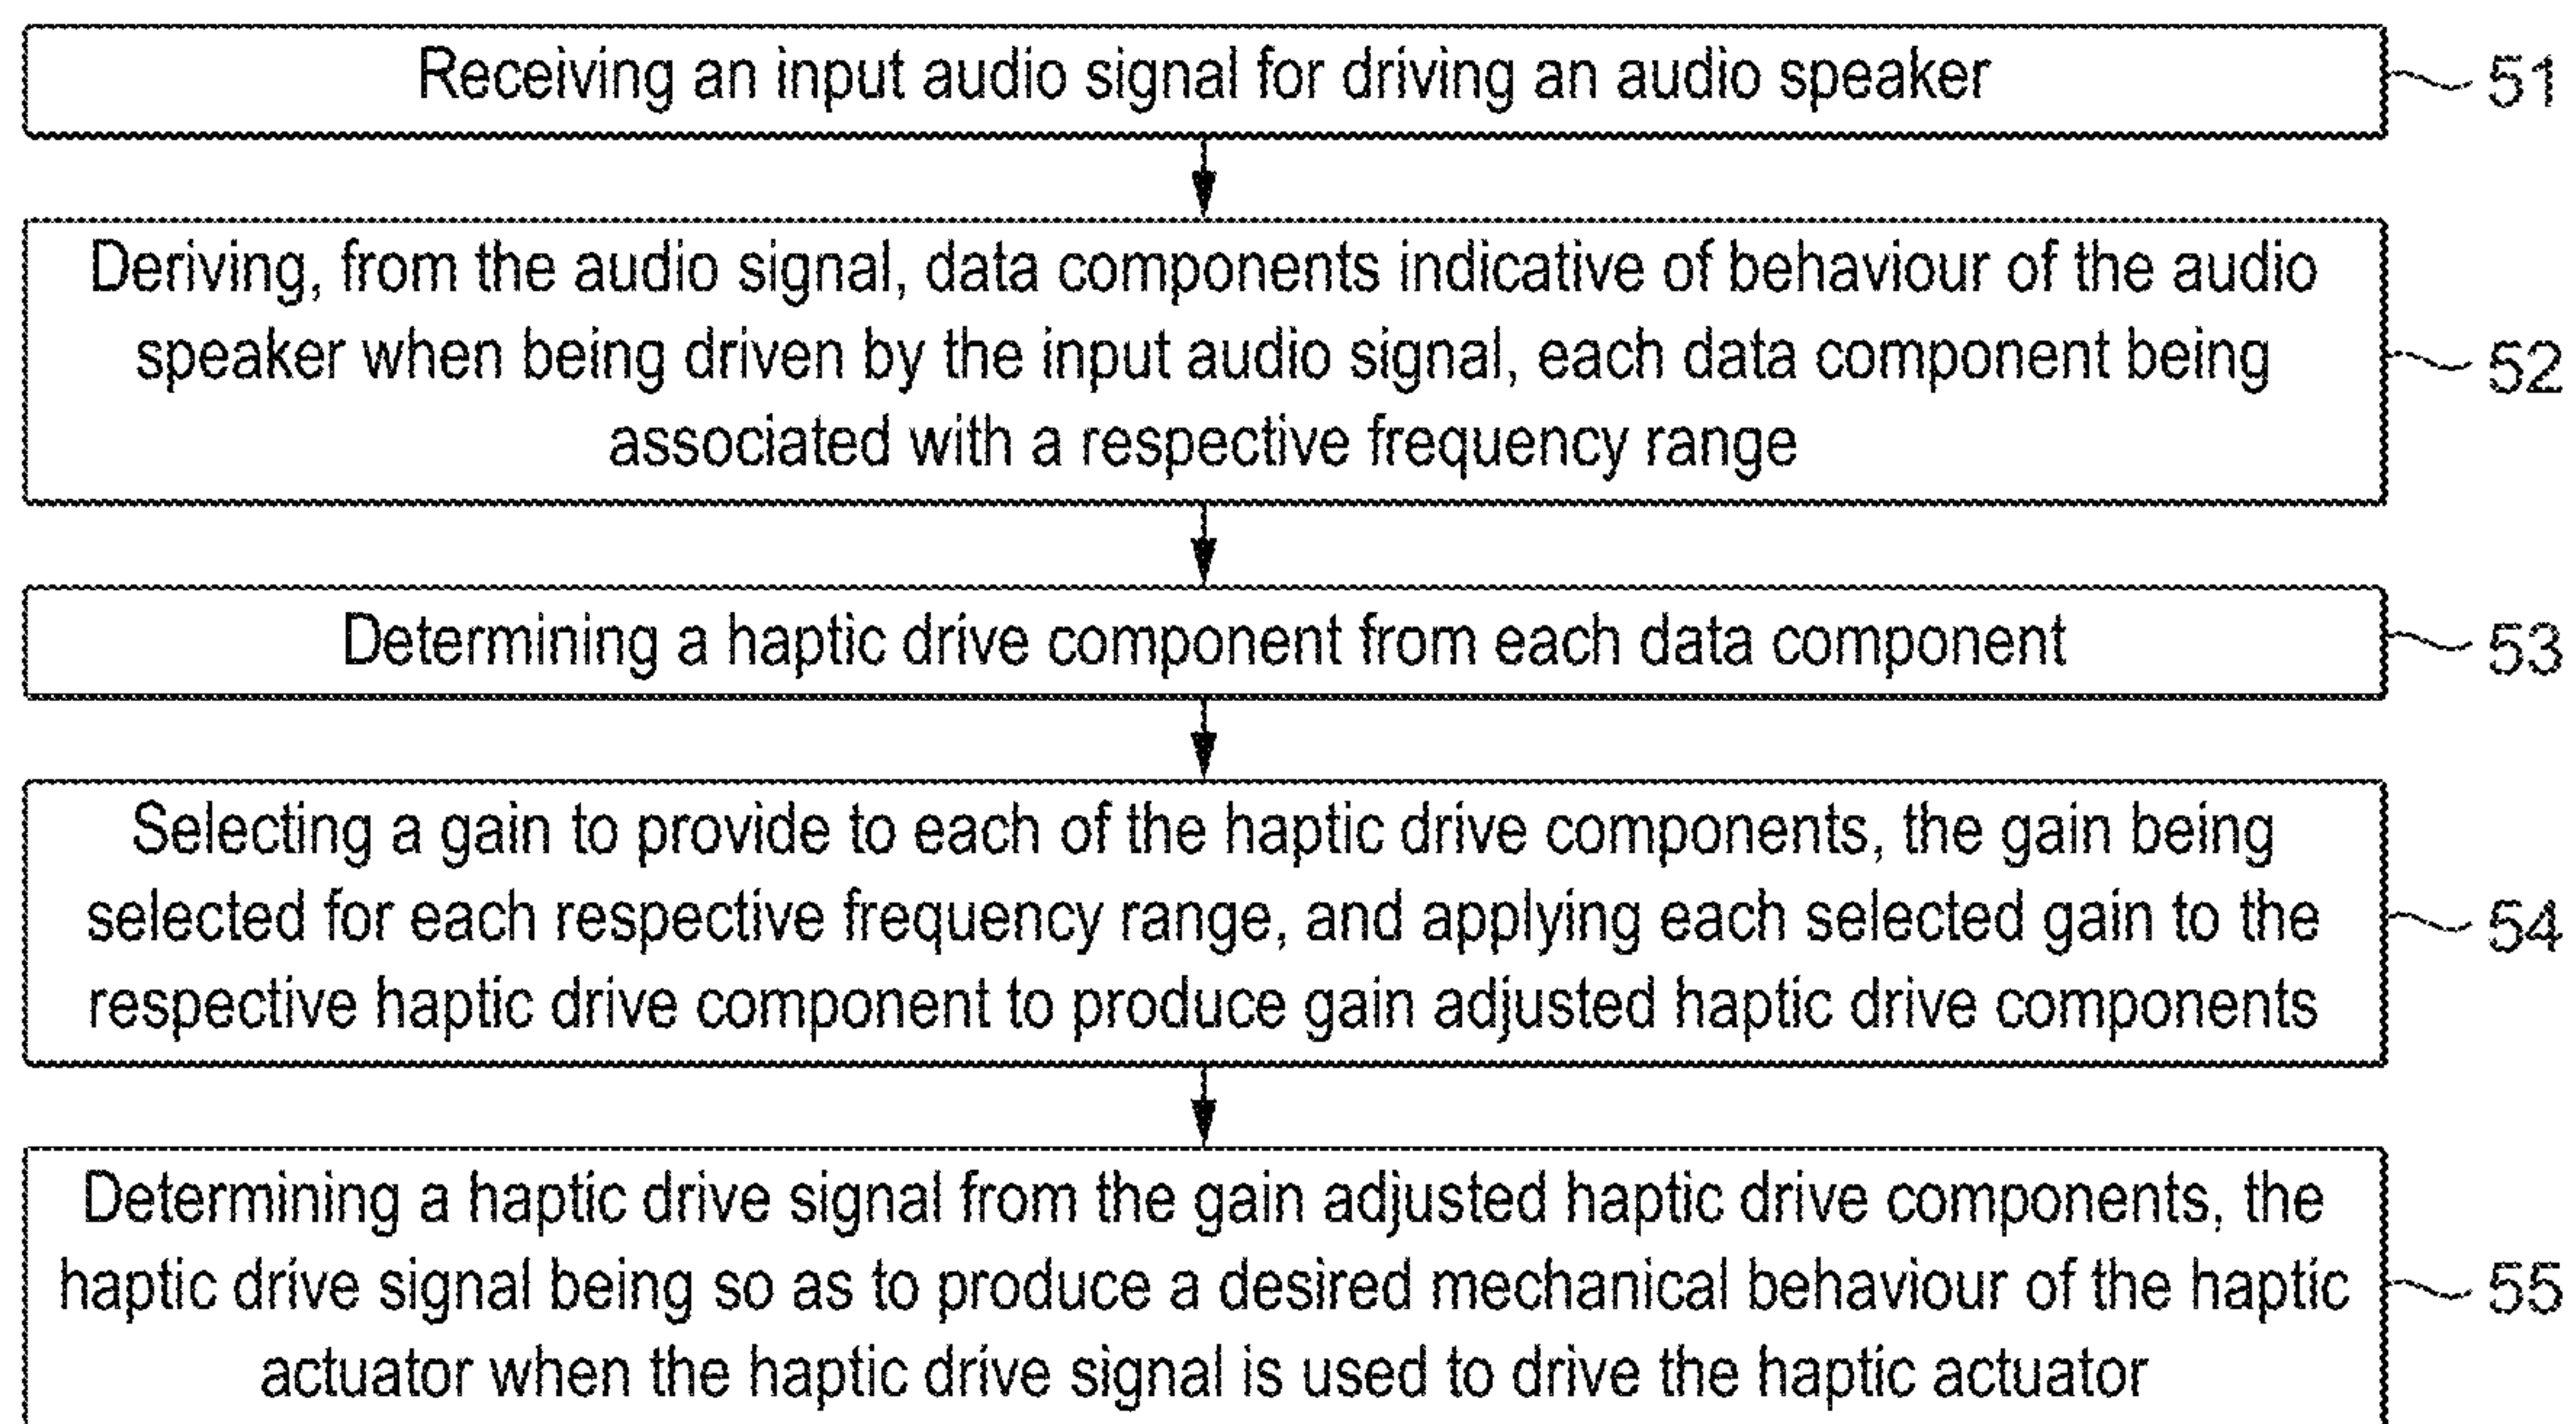 Receiving an input audio signal for driving an audio speaker
51
Deriving, from the audio signal, data components indicative of behaviour of the audio
speaker when being driven by the input audio signal, each data component being
associated with a respective frequency range
52
Determining a haptic drive component from each data component
53
Selecting a gain to provide to each of the haptic drive components, the gain being
selected for each respective frequency range, and applying each selected gain to the
respective haptic drive component to produce gain adjusted haptic drive components
54
Determining a haptic drive signal from the gain adjusted haptic drive components, the
haptic drive signal being so as to produce a desired mechanical behaviour of the haptic
actuator when the haptic drive signal is used to drive the haptic actuator
55